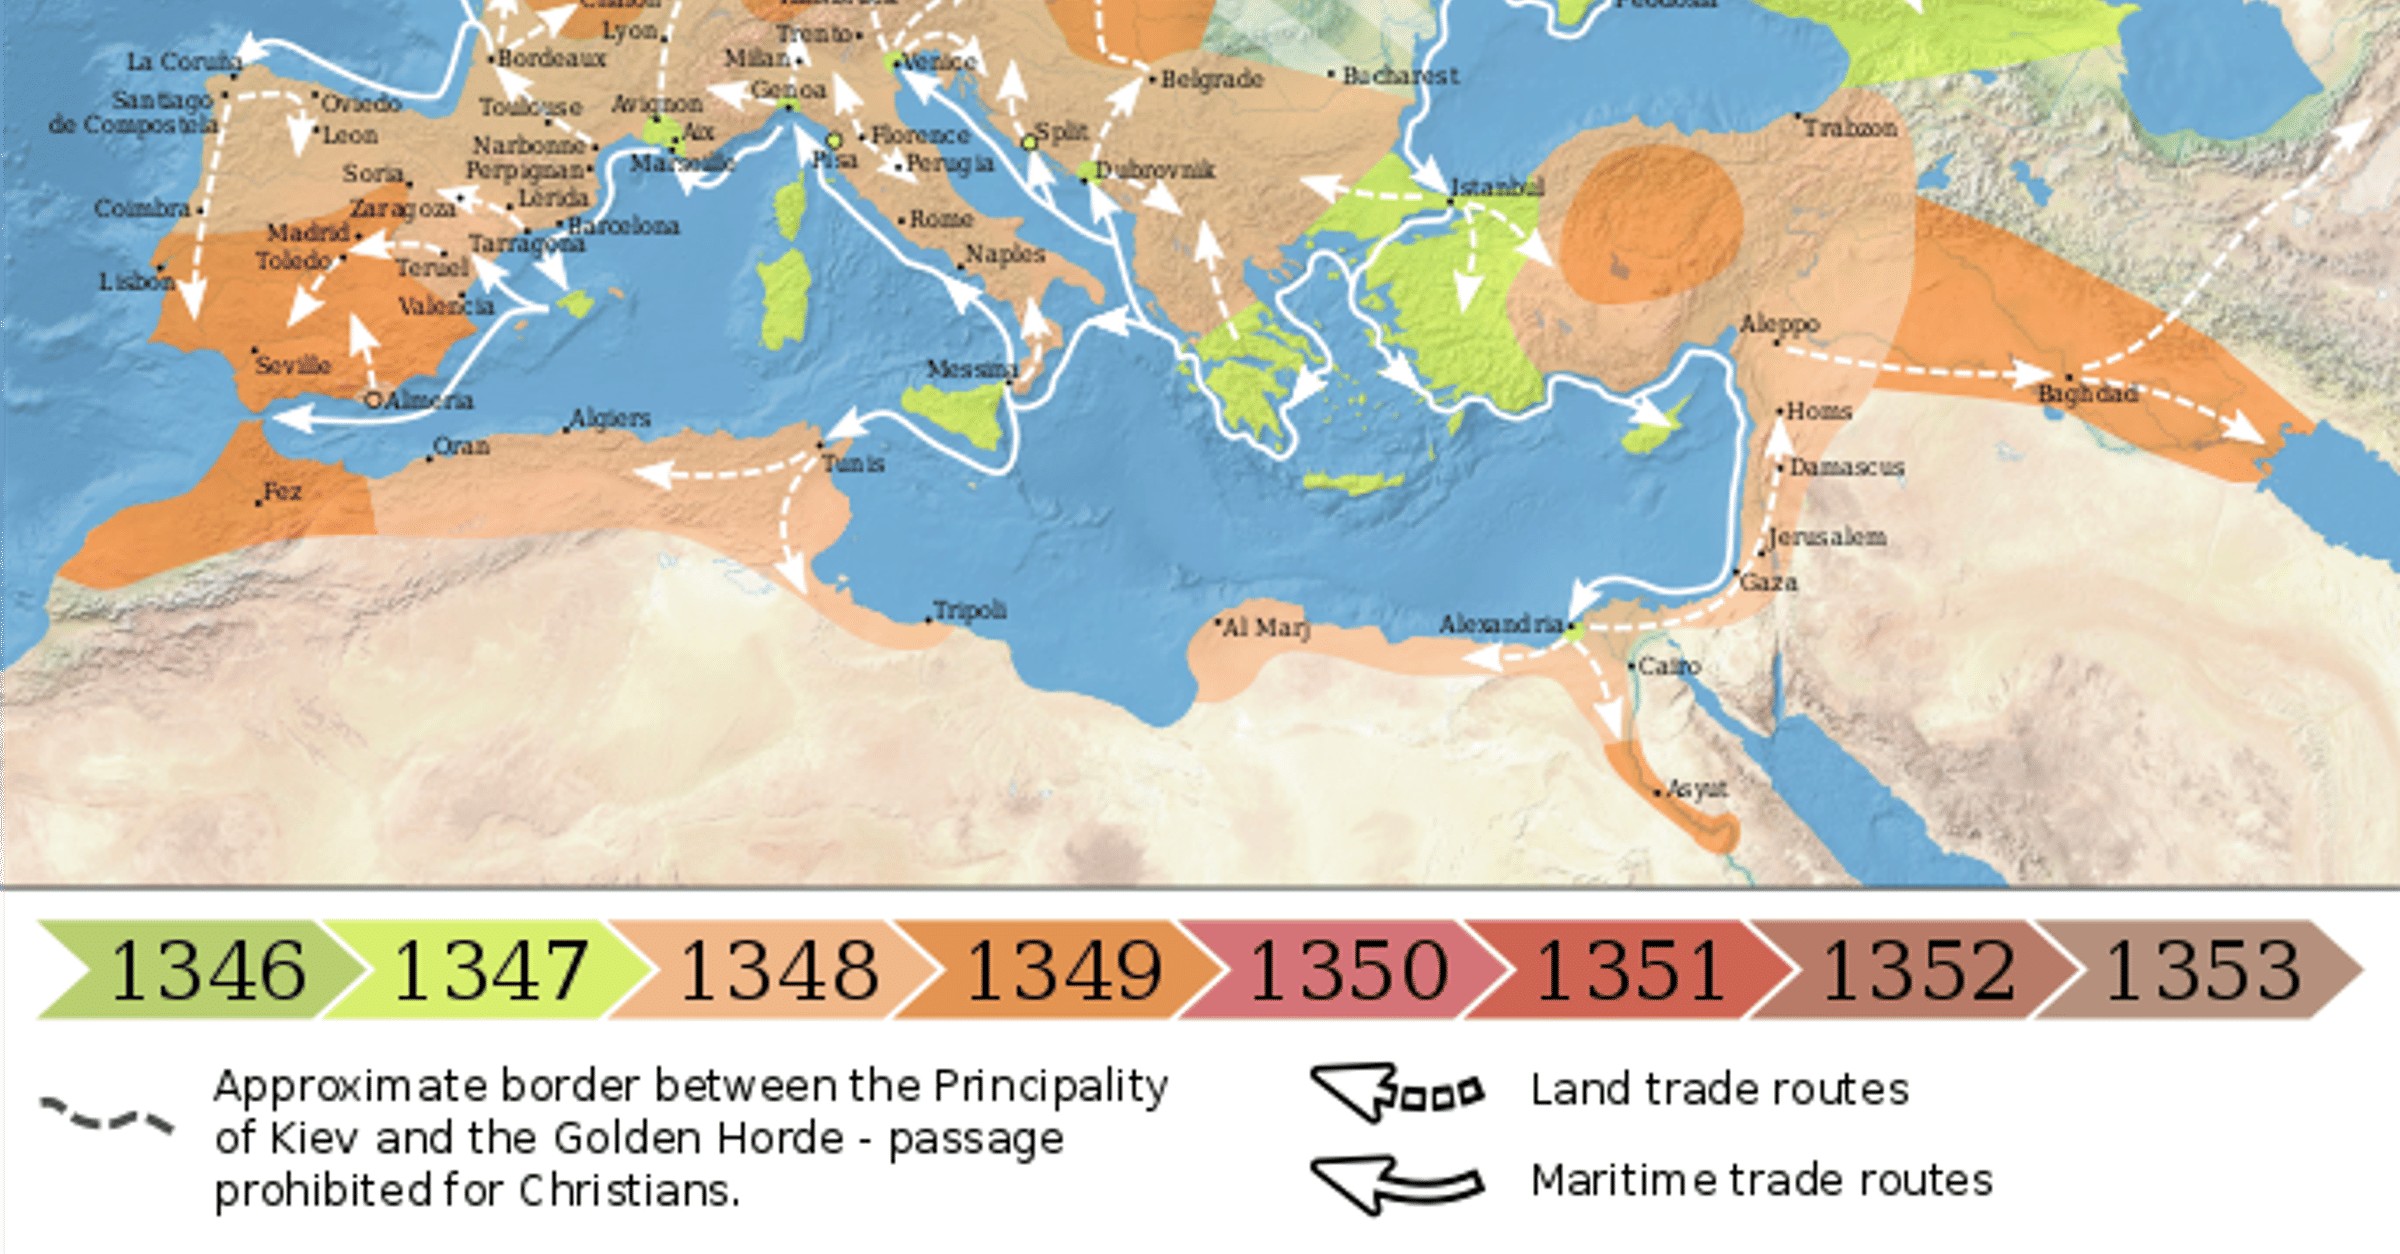 Lyon
Trento
La Coruña
Bordeaux
Milan
Venice
Belgrade
Bucharest
Genoa
Santiago
de Compostela
Oviedo
Toulouse
Avignon
Leon
Aix
Florence
Split
Trabzon
Narbonne
Marseille
Pisa
Perugia
Perpignan
Dubrovnik
Soria
Istanbul
Lerida
Coimbra
Zaragoza
Barcelona
Rome
Madrid
Tarragona
Toledo
Teruel
Naples
Lisbon
Valencia
Aleppo
Seville
Messina
Baghdad
Almeria
Algiers
Homs
Oran
Tunis
Damascus
Fez
Jerusalem
Gaza
Tripoli
Al Marj
Alexandria
Cairo
Asyut
1346 1347 1348 1349 1350 1351 1352 1353
Approximate border between the Principality
of Kiev and the Golden Horde - passage
prohibited for Christians.
Land trade routes
Maritime trade routes